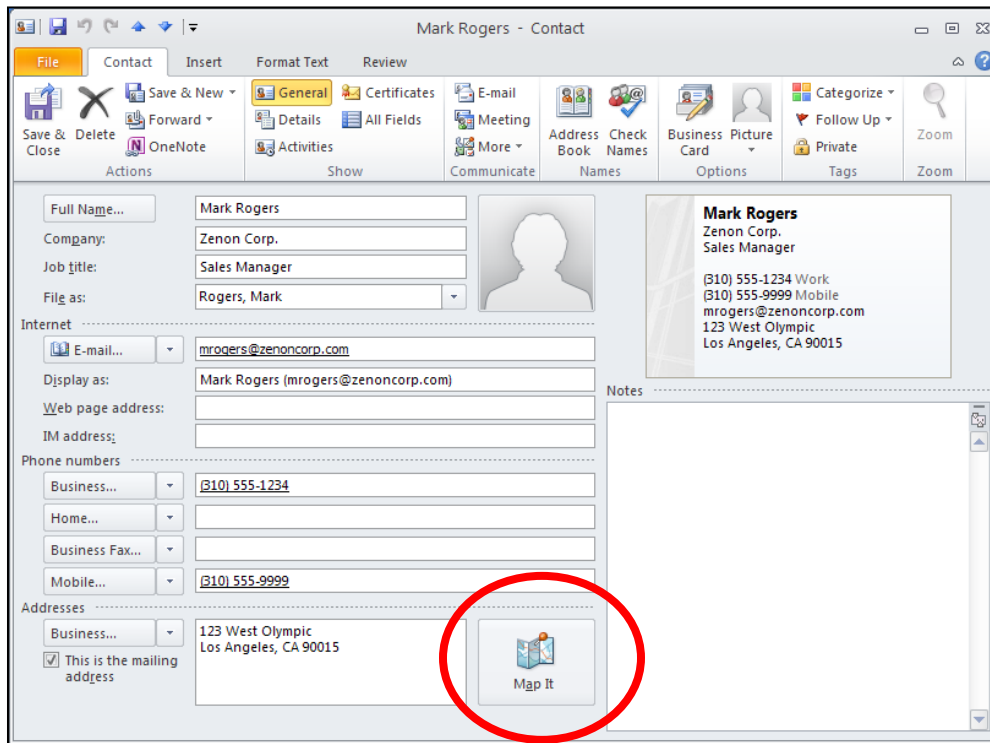 Mark Rogers - Contact
File Contact Insert Format Text Review
Save & Close
Delete
Save & New
Forward
OneNote
Actions
General
Details
Activities
Certificates
All Fields
Show
E-mail
Meeting
More
Communicate
Address Book
Check Names
Names
Business Card
Picture
Options
Categorize
Follow Up
Private
Tags
Zoom
Zoom
Full Name... Mark Rogers
Company: Zenon Corp.
Job title: Sales Manager
File as: Rogers, Mark
Internet
E-mail... mrogers@zenoncorp.com
Display as: Mark Rogers (mrogers@zenoncorp.com)
Web page address:
IM address:
Phone numbers
Business... (310) 555-1234
Home...
Business Fax...
Mobile... (310) 555-9999
Addresses
Business... 123 West Olympic
Los Angeles, CA 90015
This is the mailing
address
Map It
Mark Rogers
Zenon Corp.
Sales Manager
(310) 555-1234 Work
(310) 555-9999 Mobile
mrogers@zenoncorp.com
123 West Olympic
Los Angeles, CA 90015
Notes